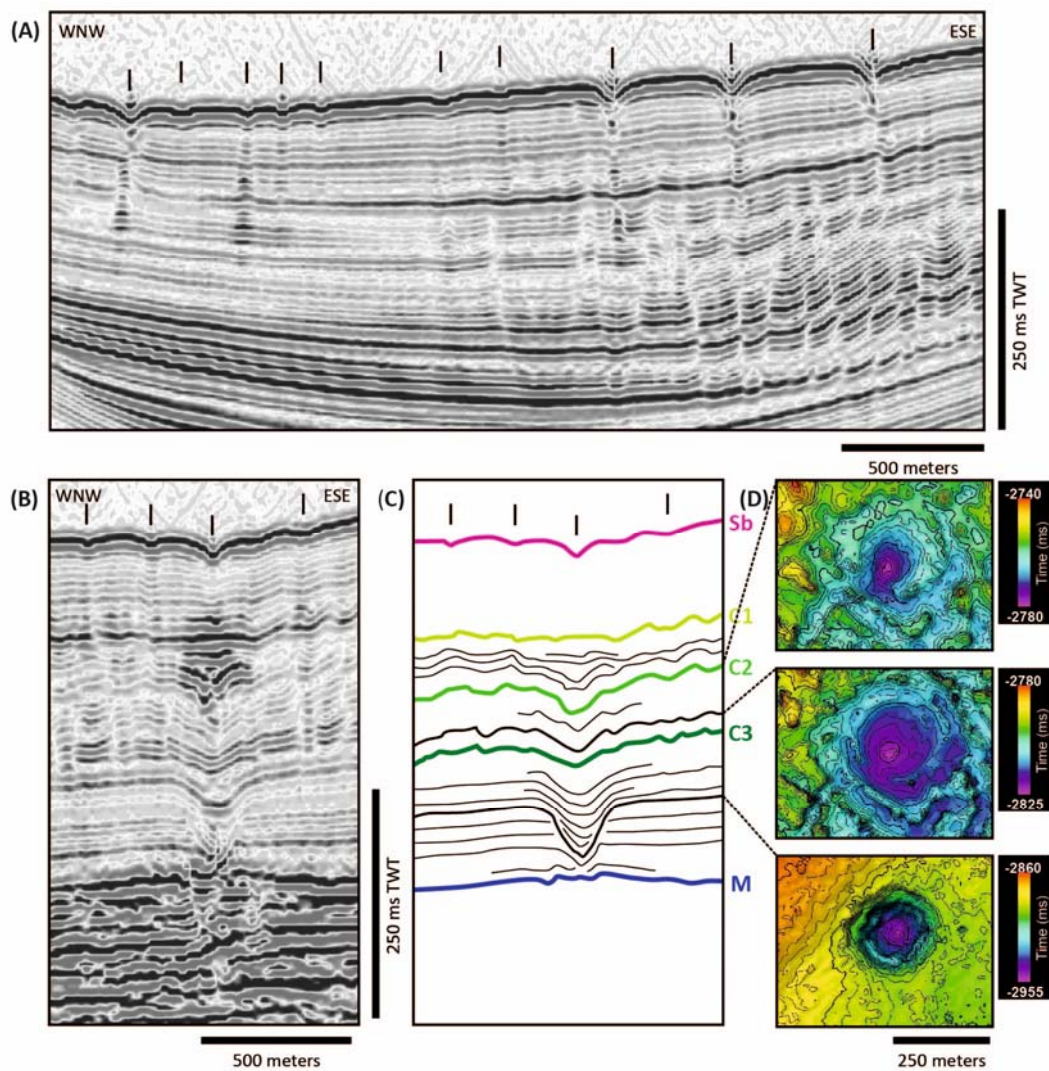 (A)
WNW
ESE
250 ms TWT
500 meters
(B)
WNW
ESE
250 ms TWT
500 meters
(C)
Sb
C1
C2
C3
M
(D)
-2740
Time (ms)
-2780
-2780
Time (ms)
-2825
-2860
Time (ms)
-2955
250 meters